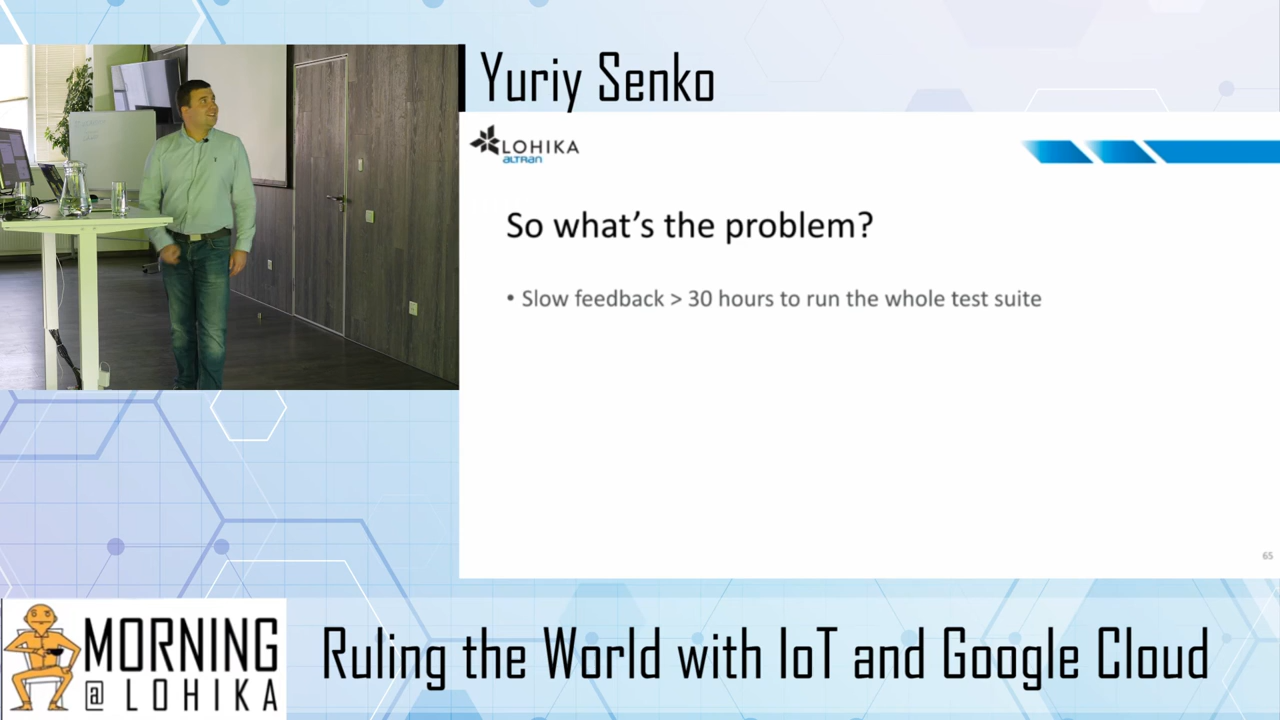 Yuriy Senko
LOHIKA
altran
So what's the problem?
• Slow feedback > 30 hours to run the whole test suite
65
MORNING
@ LOHIKA
Ruling the World with IoT and Google Cloud